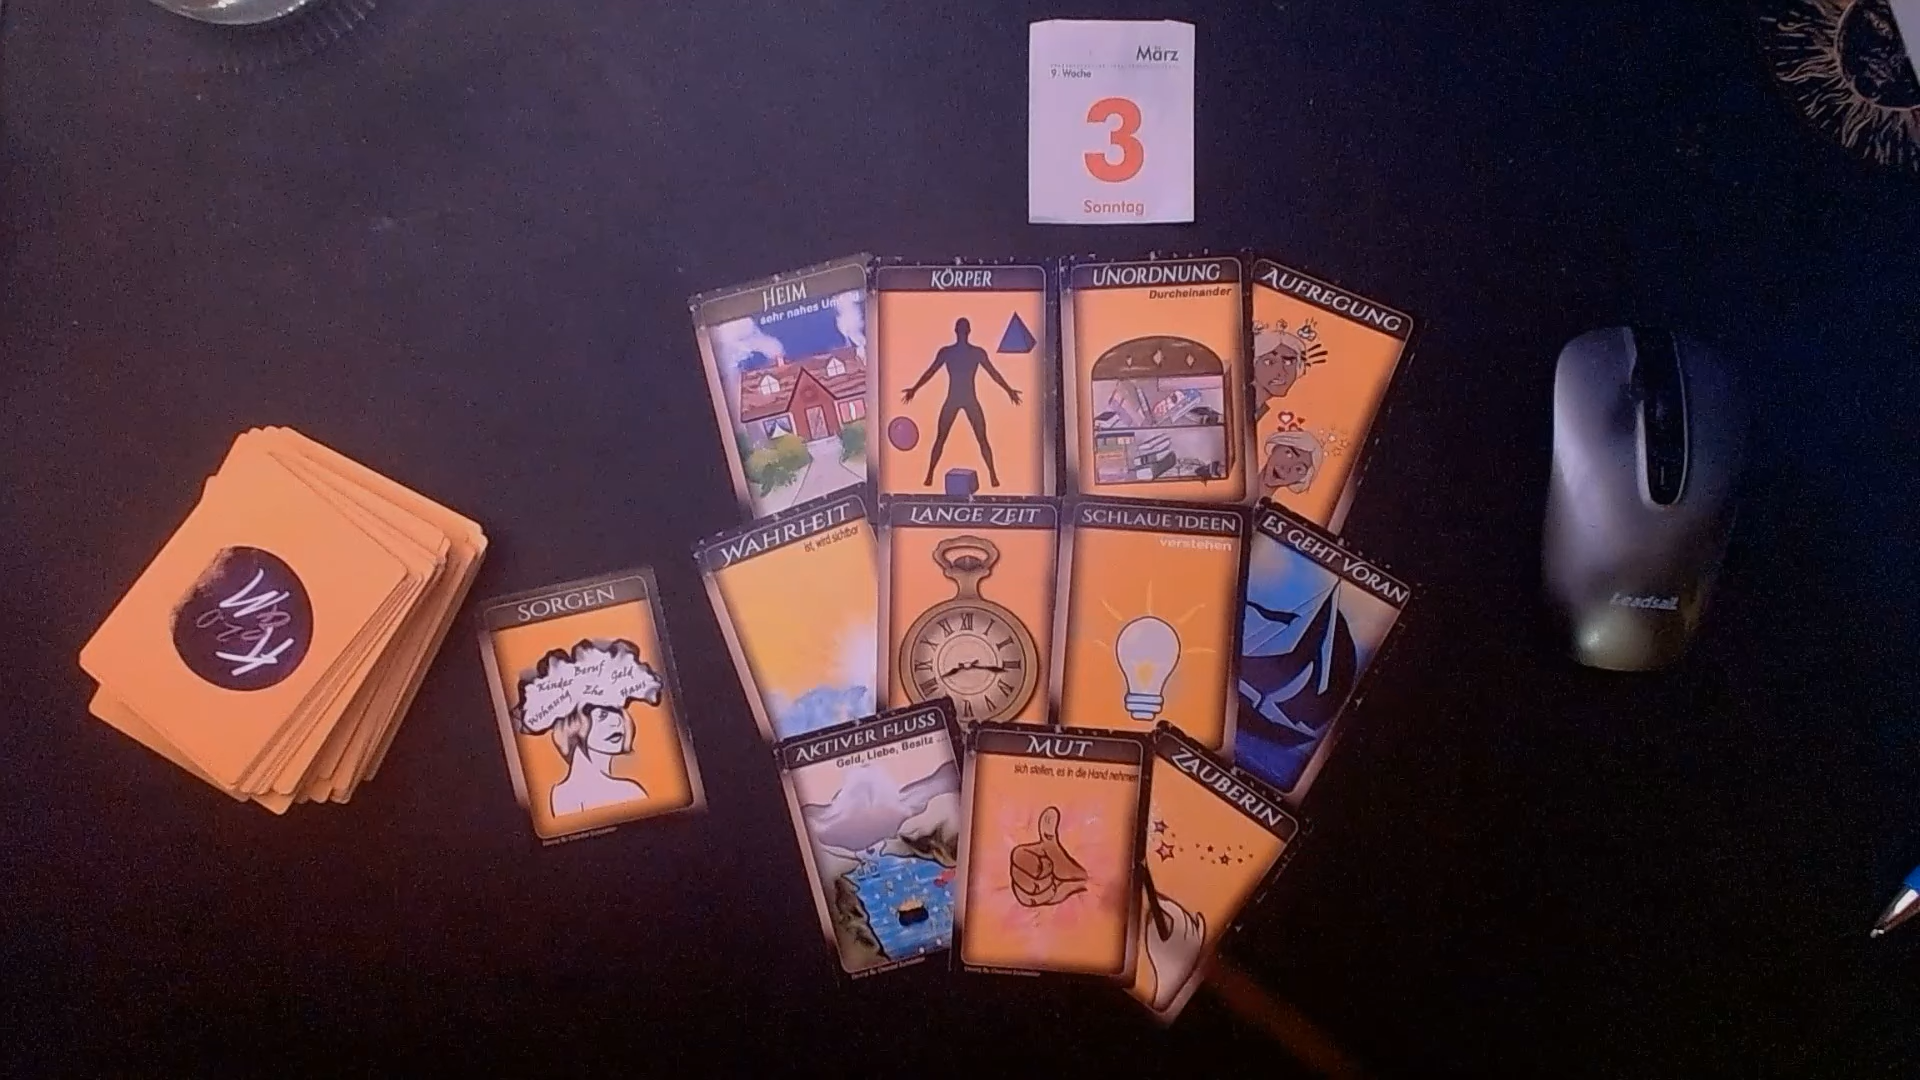 März
9. Woche
3
Sonntag
HEIM
sehr nahes
KÖRPER
UNORDNUNG
Durcheinander
AUFREGUNG
WAHRHEIT
ist, wird sichtbar
LANGE ZEIT
SCHLAUE IDEEN
verstehen
ES GEHT VORAN
SORGEN
Beruf
Kinder Geld
Wohnung Ehe Haus
AKTIVER FLUSS
Geld, Liebe, Besitz ...
MUT
sich stellen, es in die Hand nehmen
ZAUBERIN
Leadsail